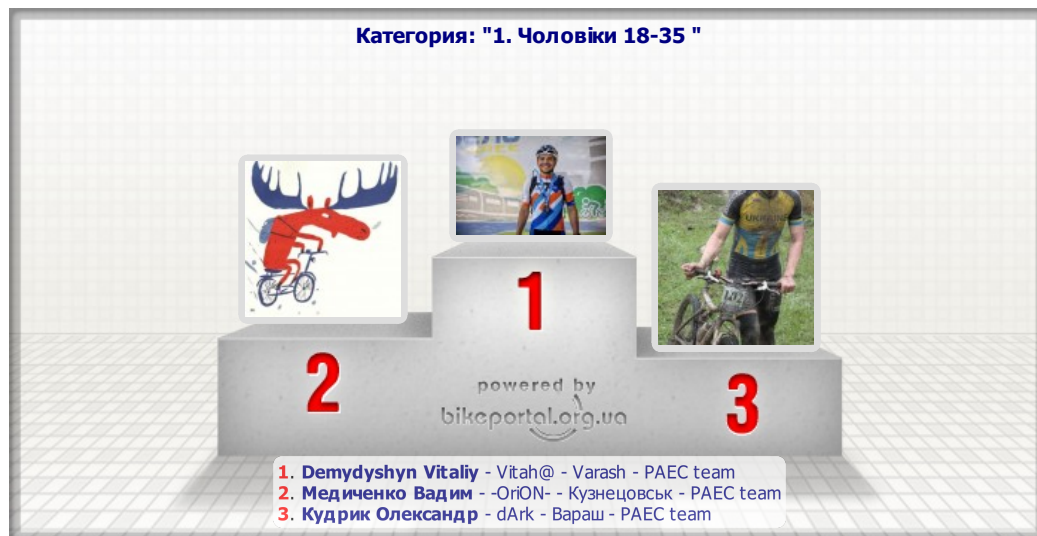 Категория: "1. Чоловіки 18-35 "
1
2
3
UKRAINE
powered by
bikeportal.org.ua
1. Demydyshyn Vitaliy - Vitah@ - Varash - PAEC team
2. Медиченко Вадим - -OriON- - Кузнецовськ - PAEC team
3. Кудрик Олександр - dArk - Вараш - PAEC team